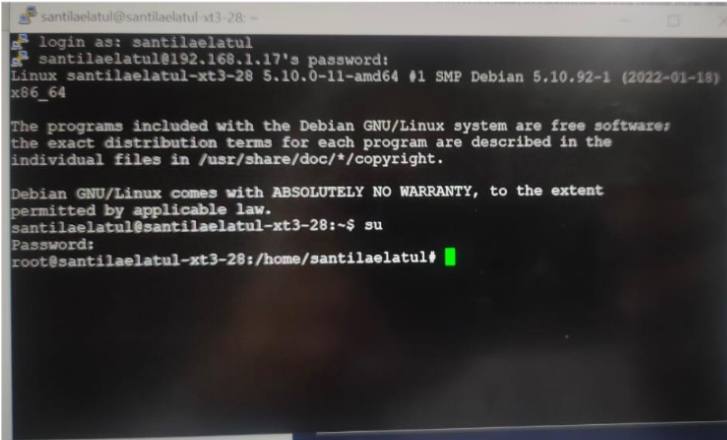 santilaelatul@santilaelatul-xt3-28: ~
login as: santilaelatul
santilaelatul@192.168.1.17's password:
Linux santilaelatul-xt3-28 5.10.0-11-amd64 #1 SMP Debian 5.10.92-1 (2022-01-18)
x86_64
The programs included with the Debian GNU/Linux system are free software;
the exact distribution terms for each program are described in the
individual files in /usr/share/doc/*/copyright.
Debian GNU/Linux comes with ABSOLUTELY NO WARRANTY, to the extent
permitted by applicable law.
santilaelatul@santilaelatul-xt3-28:~$ su
Password:
root@santilaelatul-xt3-28:/home/santilaelatul#